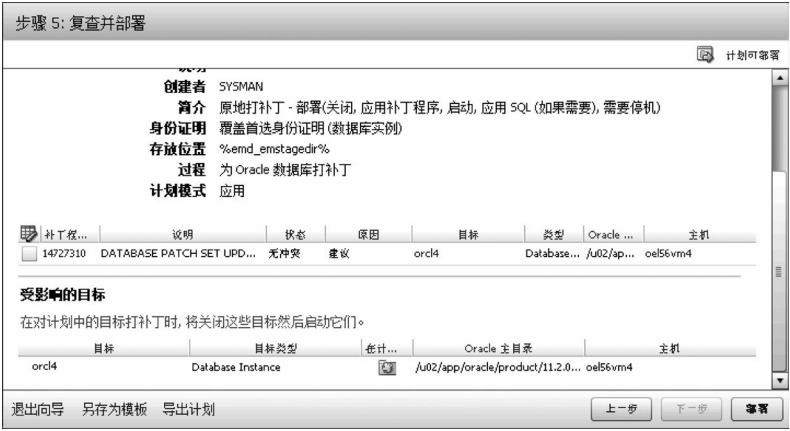 步骤 5: 复查并部署
计划可部署
说明
创建者 SYSMAN
简介 原地打补丁 - 部署(关闭, 应用补丁程序, 启动, 应用 SQL (如果需要), 需要停机)
身份证明 覆盖首选身份证明 (数据库实例)
存放位置 %emd_emstagedir%
过程 为 Oracle 数据库打补丁
计划模式 应用
补丁程... 说明 状态 原因 目标 类型 Oracle ... 主机
14727310 DATABASE PATCH SET UPD... 无冲突 建议 orcl4 Database... /u02/ap... oel56vm4
受影响的目标
在对计划中的目标打补丁时, 将关闭这些目标然后启动它们。
目标 目标类型 在计... Oracle 主目录 主机
orcl4 Database Instance /u02/app/oracle/product/11.2.0... oel56vm4
退出向导 另存为模板 导出计划 上一步 下一步 部署